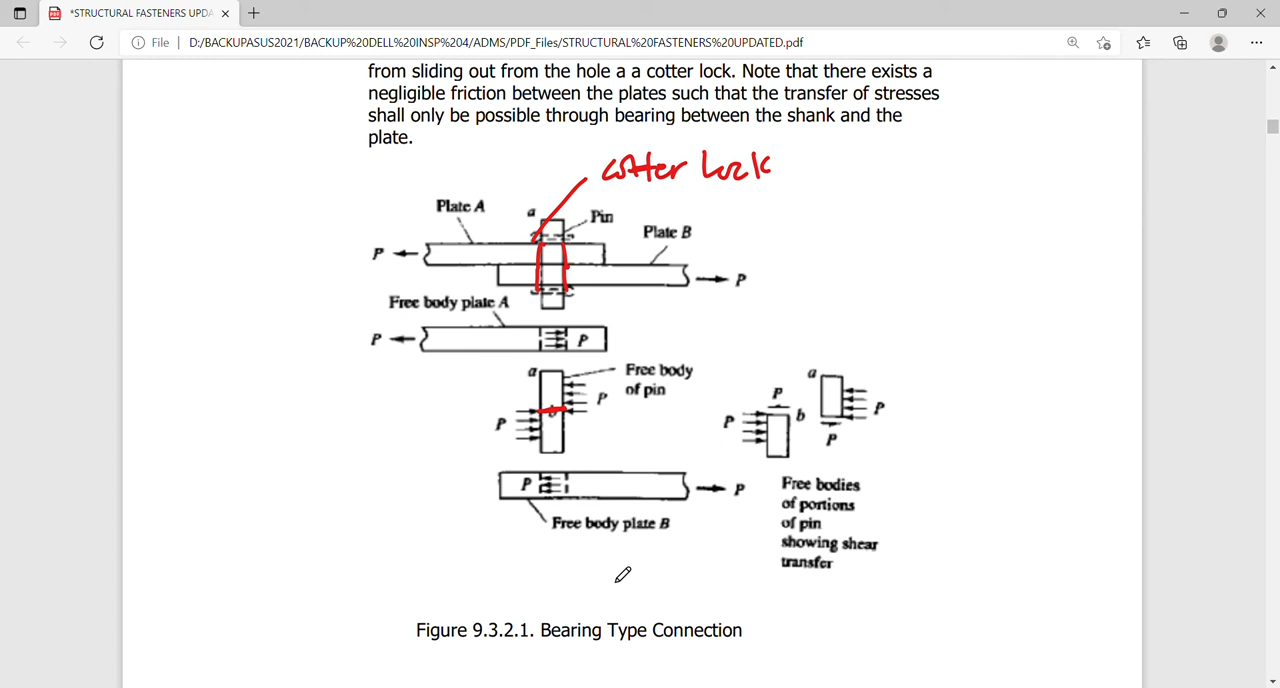 *STRUCTURAL FASTENERS UPDA
File | D:/BACKUPASUS2021/BACKUP%20DELL%20INSP%204/ADMS/PDF_Files/STRUCTURAL%20FASTENERS%20UPDATED.pdf
from sliding out from the hole a a cotter lock. Note that there exists a
negligible friction between the plates such that the transfer of stresses
shall only be possible through bearing between the shank and the
plate.
cotter lock
Plate A
a
Pin
Plate B
P
P
Free body plate A
P
P
a
Free body
of pin
P
b
P
P
P
b
P
a
P
P
P
Free body plate B
Free bodies
of portions
of pin
showing shear
transfer
Figure 9.3.2.1. Bearing Type Connection